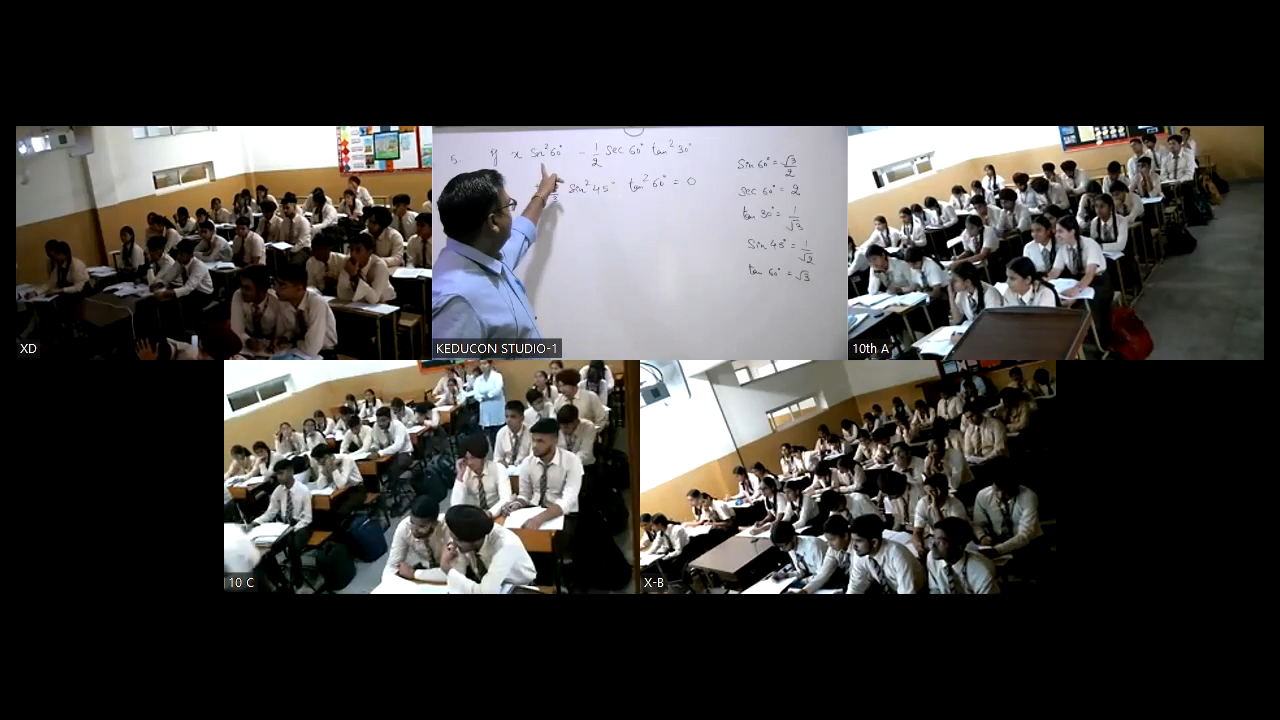 5. If x sin²60° - 1/2 sec 60° tan²30°
sin²45° tan²60° = 0
Sin 60° = √3/2
sec 60° = 2
tan 30° = 1/√3
Sin 45° = 1/√2
tan 60° = √3
XD
KEDUCON STUDIO-1
10th A
10 C
X-B